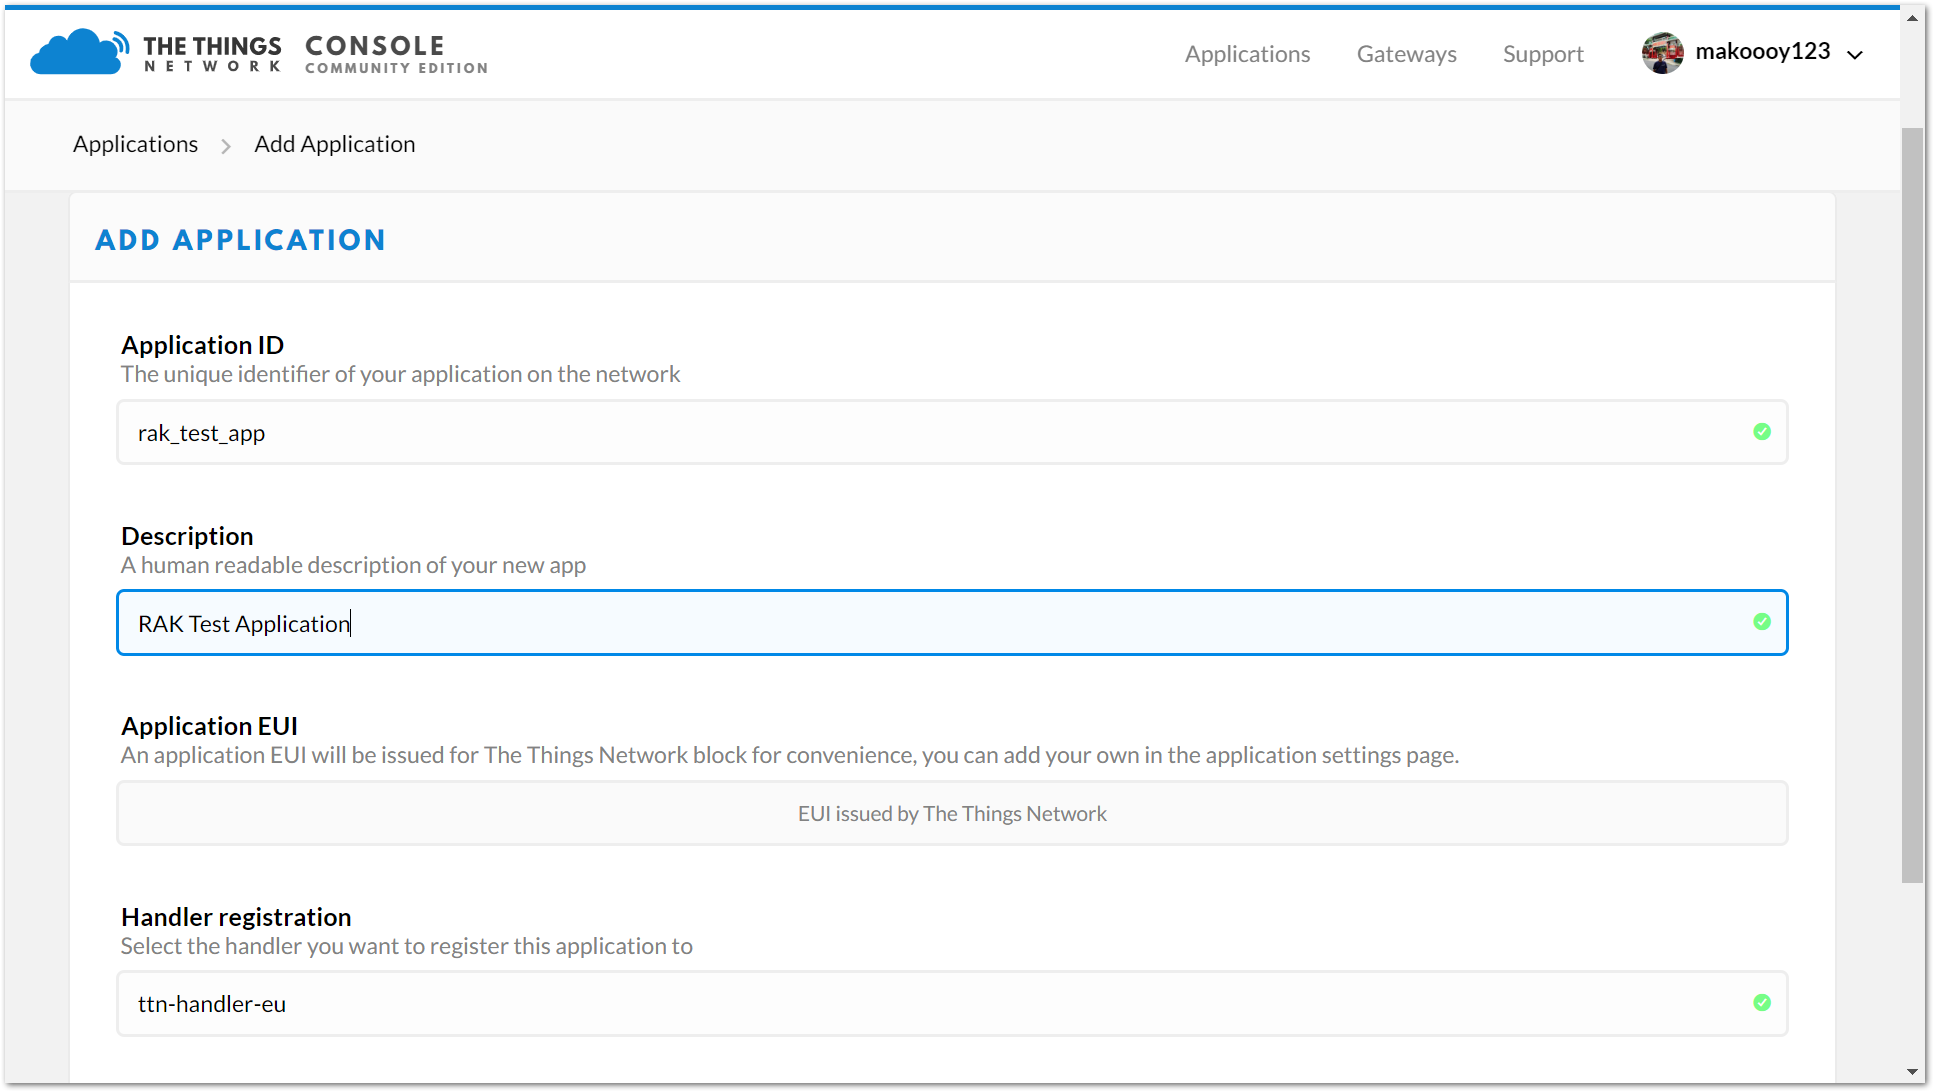 THE THINGS
NETWORK
CONSOLE
COMMUNITY EDITION
Applications
Gateways
Support
makoooy123
Applications
Add Application
ADD APPLICATION
Application ID
The unique identifier of your application on the network
rak_test_app
Description
A human readable description of your new app
RAK Test Application
Application EUI
An application EUI will be issued for The Things Network block for convenience, you can add your own in the application settings page.
EUI issued by The Things Network
Handler registration
Select the handler you want to register this application to
ttn-handler-eu